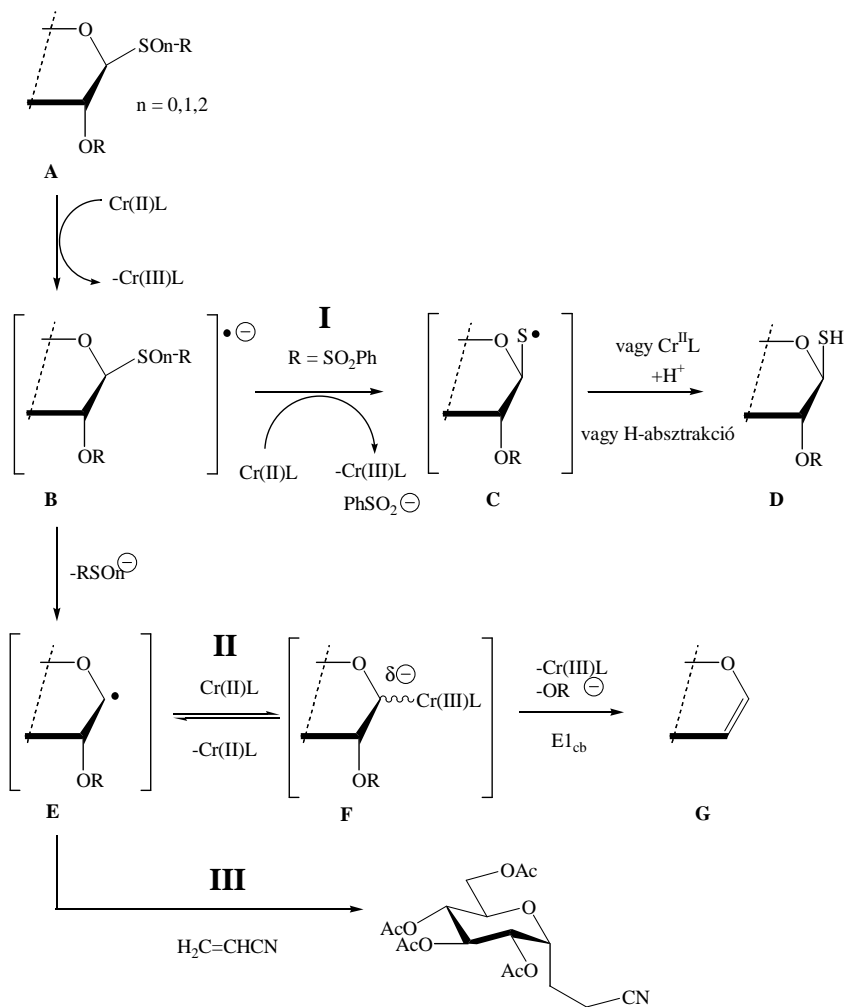 O
SOn-R
n = 0,1,2
OR
A
Cr(II)L
-Cr(III)L
O
SOn-R
OR
B
I
R = SO2Ph
Cr(II)L
-Cr(III)L
PhSO2⊖
O
S•
OR
C
vagy CrIIL
+H+
vagy H-absztrakció
O
SH
OR
D
-RSOn⊖
O
OR
E
II
Cr(II)L
-Cr(II)L
O
δ⊖
Cr(III)L
OR
F
-Cr(III)L
-OR⊖
E1cb
O
G
III
H2C=CHCN
OAc
O
AcO
AcO
AcO
CN